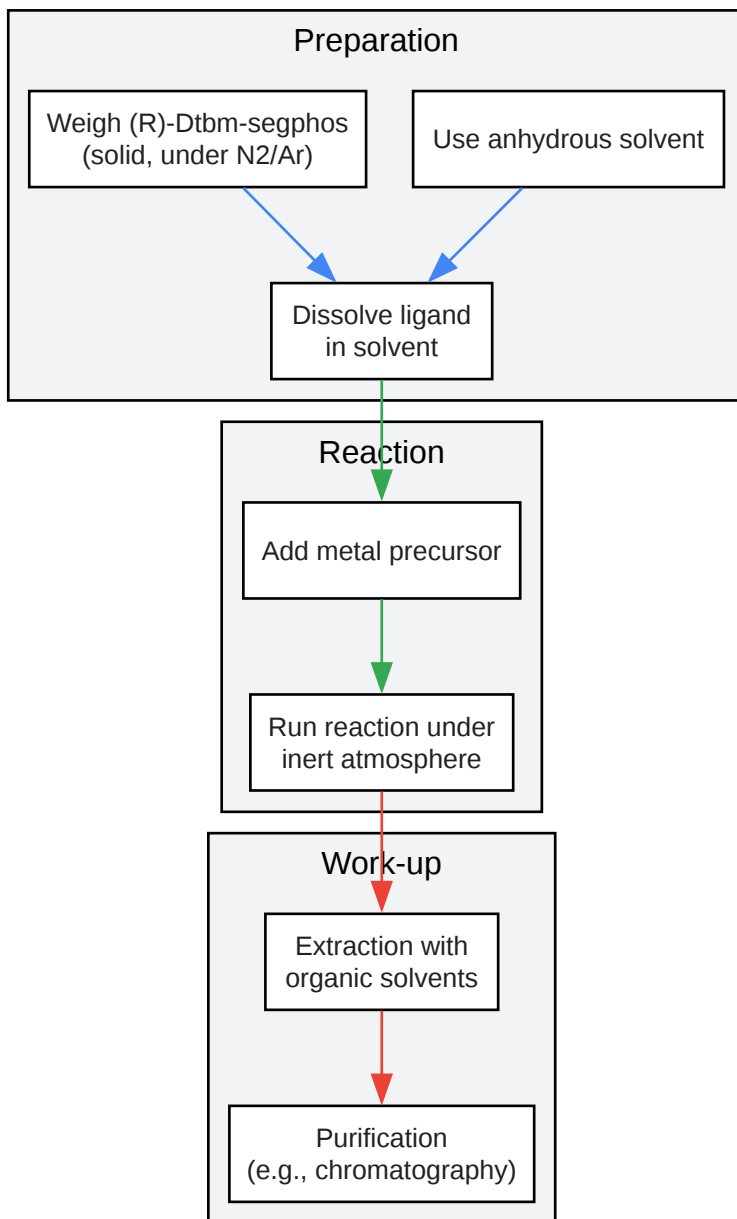 Preparation
Weigh (R)-Dtbm-segphos
(solid, under N2/Ar)
Use anhydrous solvent
Dissolve ligand
in solvent
Reaction
Add metal precursor
Run reaction under
inert atmosphere
Work-up
Extraction with
organic solvents
Purification
(e.g., chromatography)